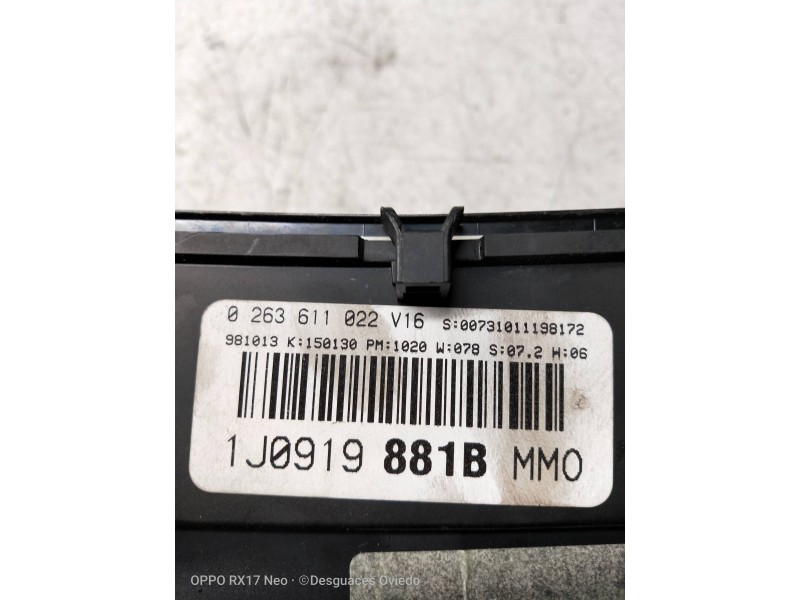 0 263 611 022 V16 S:00731011198172
981013 K:150130 PM:1020 W:078 S:07.2 H:06
1J0919 881B MM0
OPPO RX17 Neo · ©Desguaces Oviedo